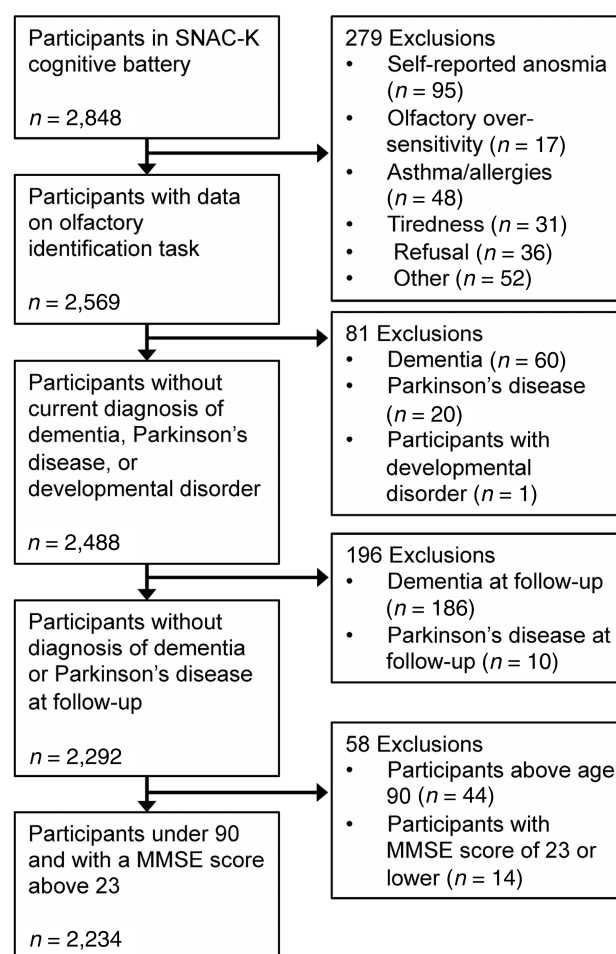 Participants in SNAC-K
cognitive battery
n = 2,848
279 Exclusions
• Self-reported anosmia
(n = 95)
• Olfactory over-
sensitivity (n = 17)
• Asthma/allergies
(n = 48)
• Tiredness (n = 31)
• Refusal (n = 36)
• Other (n = 52)
Participants with data
on olfactory
identification task
n = 2,569
81 Exclusions
• Dementia (n = 60)
• Parkinson's disease
(n = 20)
• Participants with
developmental
disorder (n = 1)
Participants without
current diagnosis of
dementia, Parkinson's
disease, or
developmental disorder
n = 2,488
196 Exclusions
• Dementia at follow-up
(n = 186)
• Parkinson's disease at
follow-up (n = 10)
Participants without
diagnosis of dementia
or Parkinson's disease
at follow-up
n = 2,292
58 Exclusions
• Participants above age
90 (n = 44)
• Participants with
MMSE score of 23 or
lower (n = 14)
Participants under 90
and with a MMSE score
above 23
n = 2,234